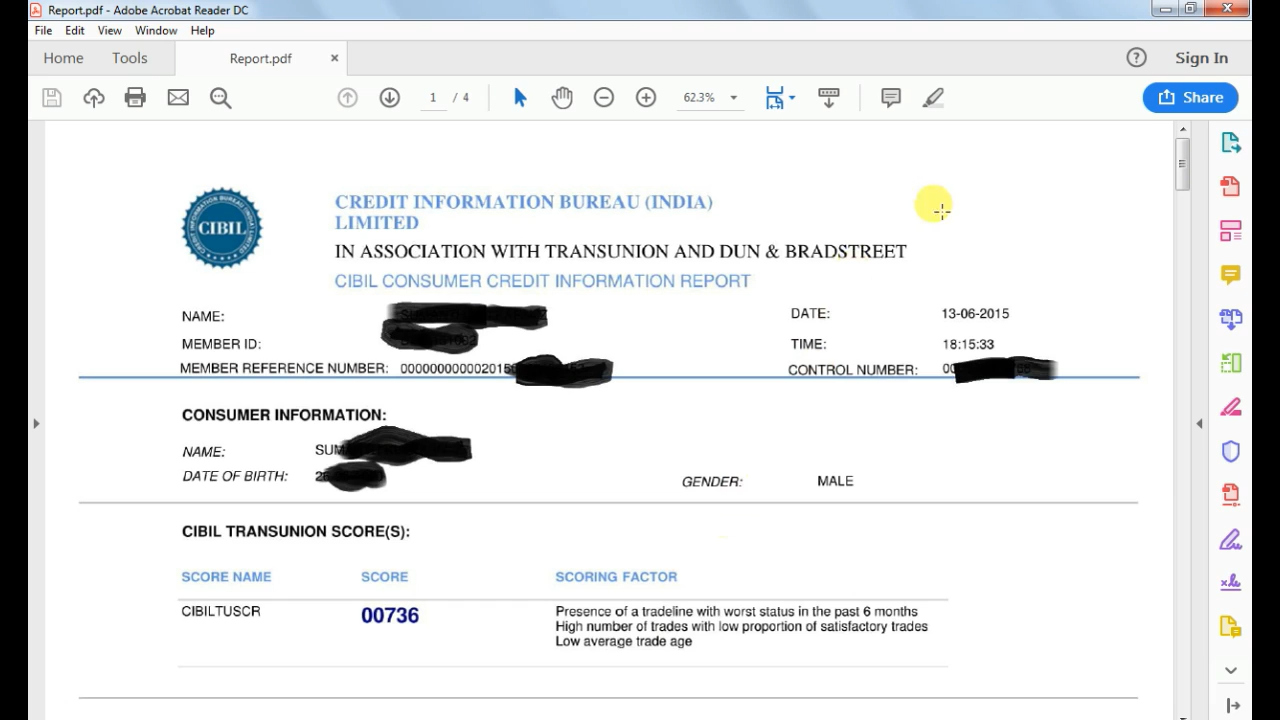 Report.pdf - Adobe Acrobat Reader DC
File Edit View Window Help
Home Tools Report.pdf × ? Sign In
1 / 4 62.3% Share
CIBIL
CREDIT INFORMATION BUREAU (INDIA)
LIMITED
IN ASSOCIATION WITH TRANSUNION AND DUN & BRADSTREET
CIBIL CONSUMER CREDIT INFORMATION REPORT
NAME: DATE: 13-06-2015
MEMBER ID: TIME: 18:15:33
MEMBER REFERENCE NUMBER: CONTROL NUMBER:
CONSUMER INFORMATION:
NAME:
DATE OF BIRTH: GENDER: MALE
CIBIL TRANSUNION SCORE(S):
SCORE NAME SCORE SCORING FACTOR
CIBILTUSCR 00736 Presence of a tradeline with worst status in the past 6 months
High number of trades with low proportion of satisfactory trades
Low average trade age